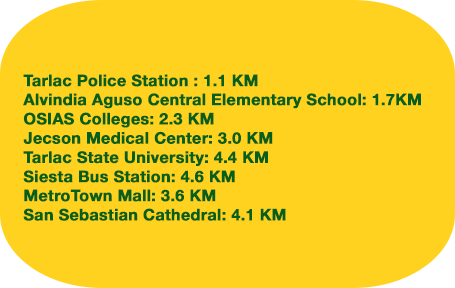 Tarlac Police Station : 1.1 KM
Alvindia Aguso Central Elementary School: 1.7KM
OSIAS Colleges: 2.3 KM
Jecson Medical Center: 3.0 KM
Tarlac State University: 4.4 KM
Siesta Bus Station: 4.6 KM
MetroTown Mall: 3.6 KM
San Sebastian Cathedral: 4.1 KM